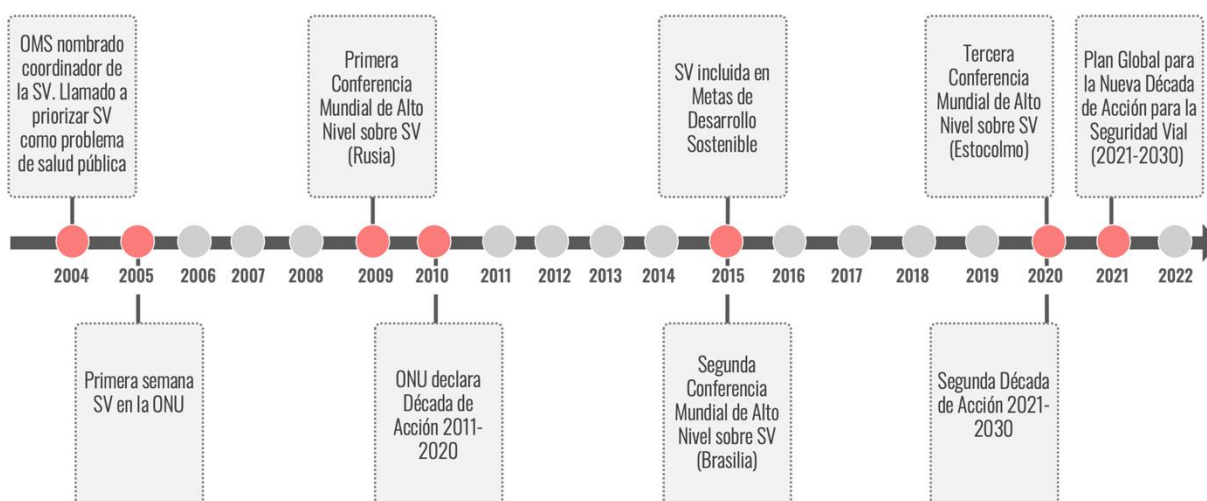 OMS nombrado
coordinador de
la SV. Llamado a
priorizar SV
como problema
de salud pública
Primera
Conferencia
Mundial de Alto
Nivel sobre SV
(Rusia)
SV incluida en
Metas de
Desarrollo
Sostenible
Tercera
Conferencia
Mundial de Alto
Nivel sobre SV
(Estocolmo)
Plan Global para
la Nueva Década
de Acción para la
Seguridad Vial
(2021-2030)
2004 2005 2006 2007 2008 2009 2010 2011 2012 2013 2014 2015 2016 2017 2018 2019 2020 2021 2022
Primera semana
SV en la ONU
ONU declara
Década de
Acción 2011-
2020
Segunda
Conferencia
Mundial de Alto
Nivel sobre SV
(Brasilia)
Segunda Década
de Acción 2021-
2030